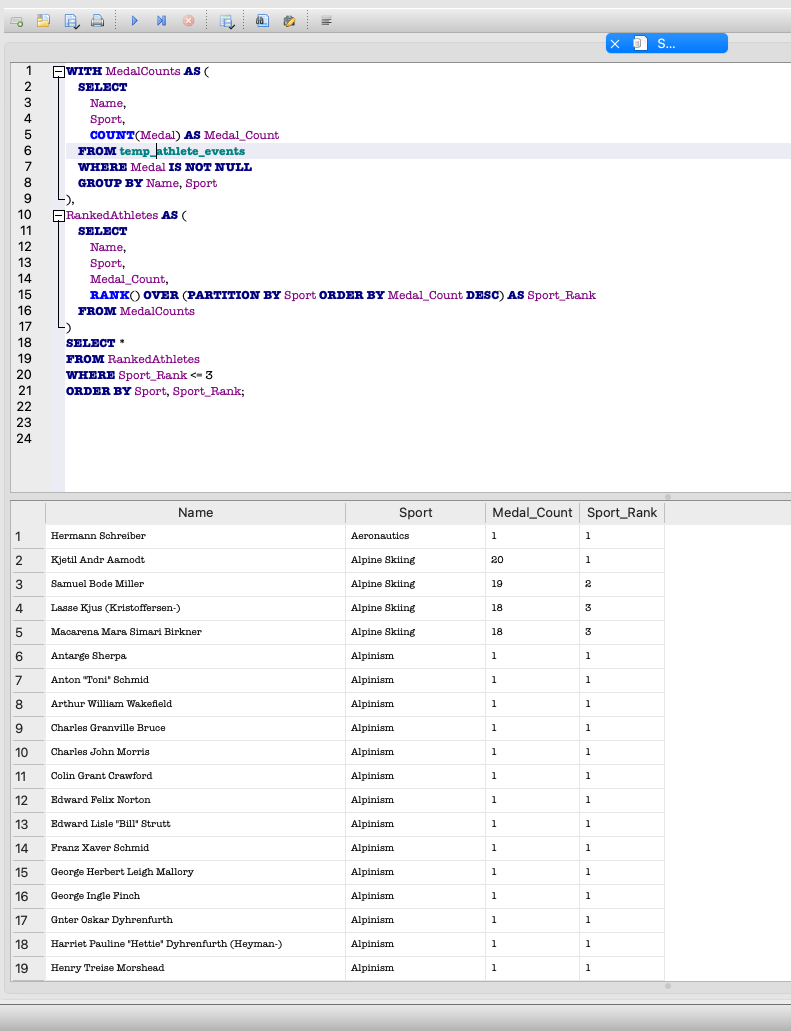 S...
1 WITH MedalCounts AS (
2 SELECT
3 Name,
4 Sport,
5 COUNT(Medal) AS Medal_Count
6 FROM temp_athlete_events
7 WHERE Medal IS NOT NULL
8 GROUP BY Name, Sport
9 ),
10 RankedAthletes AS (
11 SELECT
12 Name,
13 Sport,
14 Medal_Count,
15 RANK() OVER (PARTITION BY Sport ORDER BY Medal_Count DESC) AS Sport_Rank
16 FROM MedalCounts
17 )
18 SELECT *
19 FROM RankedAthletes
20 WHERE Sport_Rank <= 3
21 ORDER BY Sport, Sport_Rank;
22
23
24
Name Sport Medal_Count Sport_Rank
1 Hermann Schreiber Aeronautics 1 1
2 Kjetil Andr Aamodt Alpine Skiing 20 1
3 Samuel Bode Miller Alpine Skiing 19 2
4 Lasse Kjus (Kristoffersen-) Alpine Skiing 18 3
5 Macarena Mara Simari Birkner Alpine Skiing 18 3
6 Antarge Sherpa Alpinism 1 1
7 Anton "Toni" Schmid Alpinism 1 1
8 Arthur William Wakefield Alpinism 1 1
9 Charles Granville Bruce Alpinism 1 1
10 Charles John Morris Alpinism 1 1
11 Colin Grant Crawford Alpinism 1 1
12 Edward Felix Norton Alpinism 1 1
13 Edward Lisle "Bill" Strutt Alpinism 1 1
14 Franz Xaver Schmid Alpinism 1 1
15 George Herbert Leigh Mallory Alpinism 1 1
16 George Ingle Finch Alpinism 1 1
17 Gnter Oskar Dyhrenfurth Alpinism 1 1
18 Harriet Pauline "Hettie" Dyhrenfurth (Heyman-) Alpinism 1 1
19 Henry Treise Morshead Alpinism 1 1